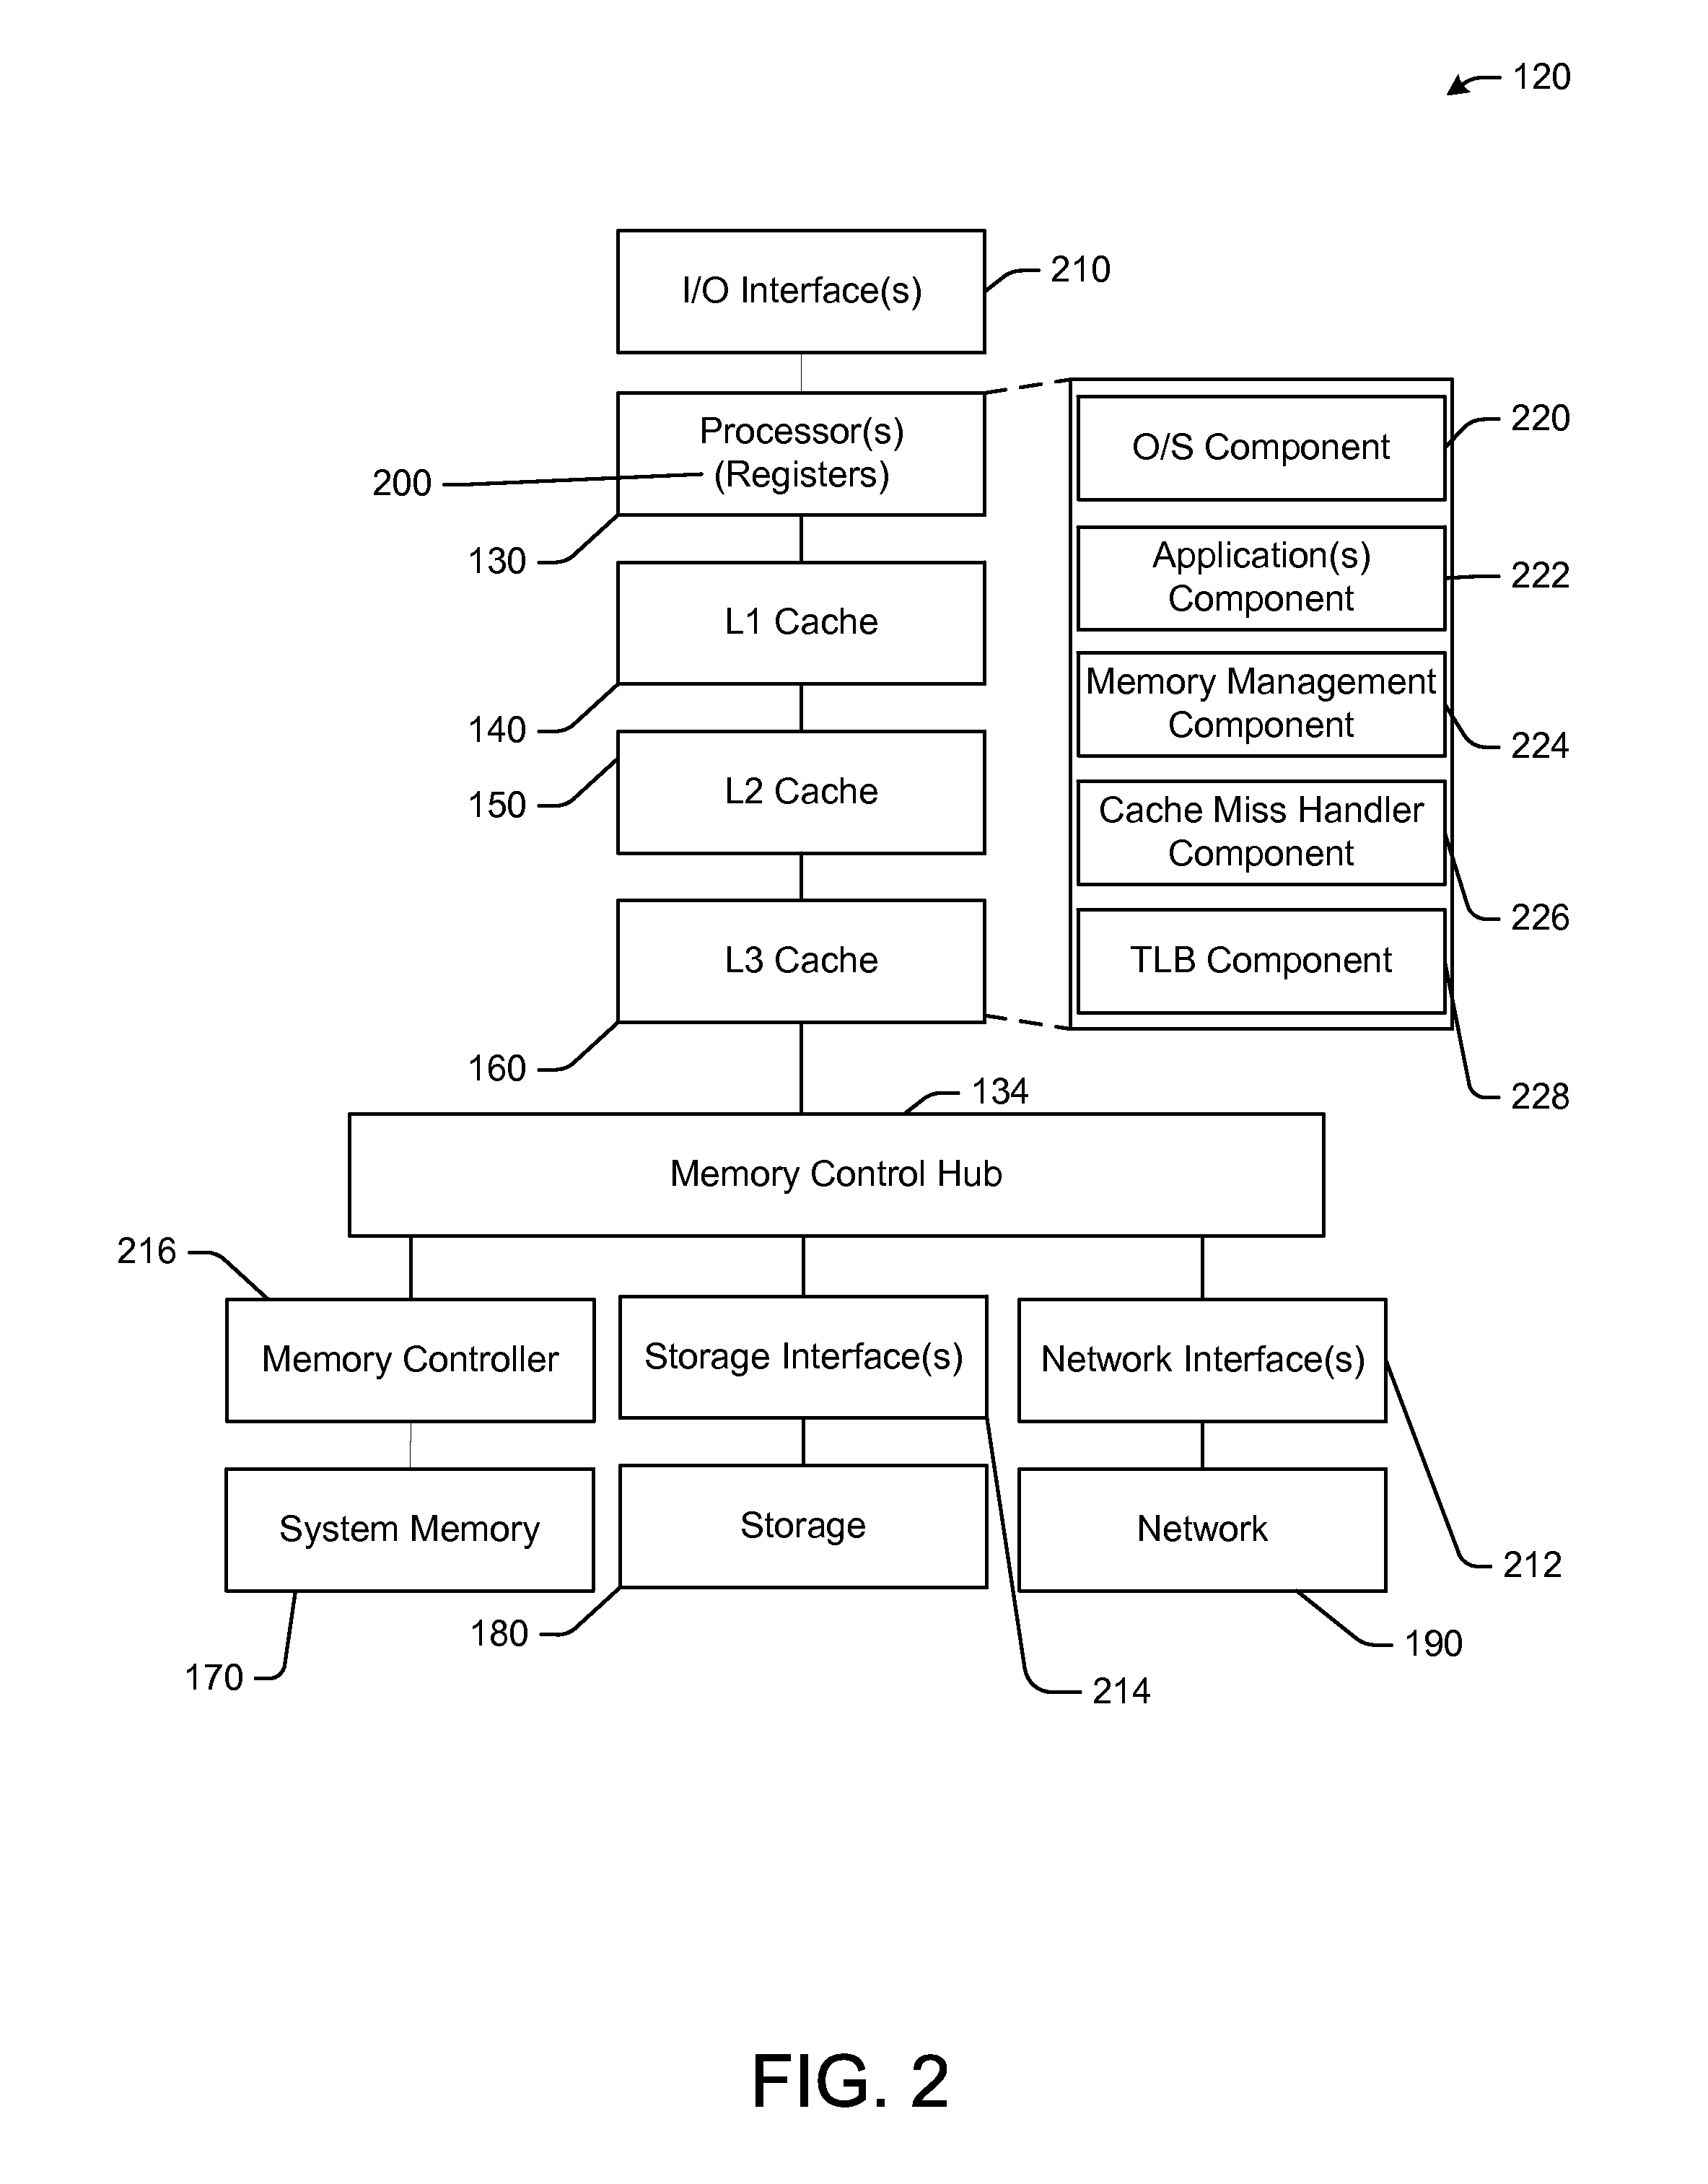 120
I/O Interface(s)
210
Processor(s)
(Registers)
200
130
L1 Cache
140
L2 Cache
150
L3 Cache
160
O/S Component
220
Application(s)
Component
222
Memory Management
Component
224
Cache Miss Handler
Component
226
TLB Component
228
134
Memory Control Hub
216
Memory Controller
Storage Interface(s)
Network Interface(s)
System Memory
Storage
Network
212
180
190
170
214
FIG. 2